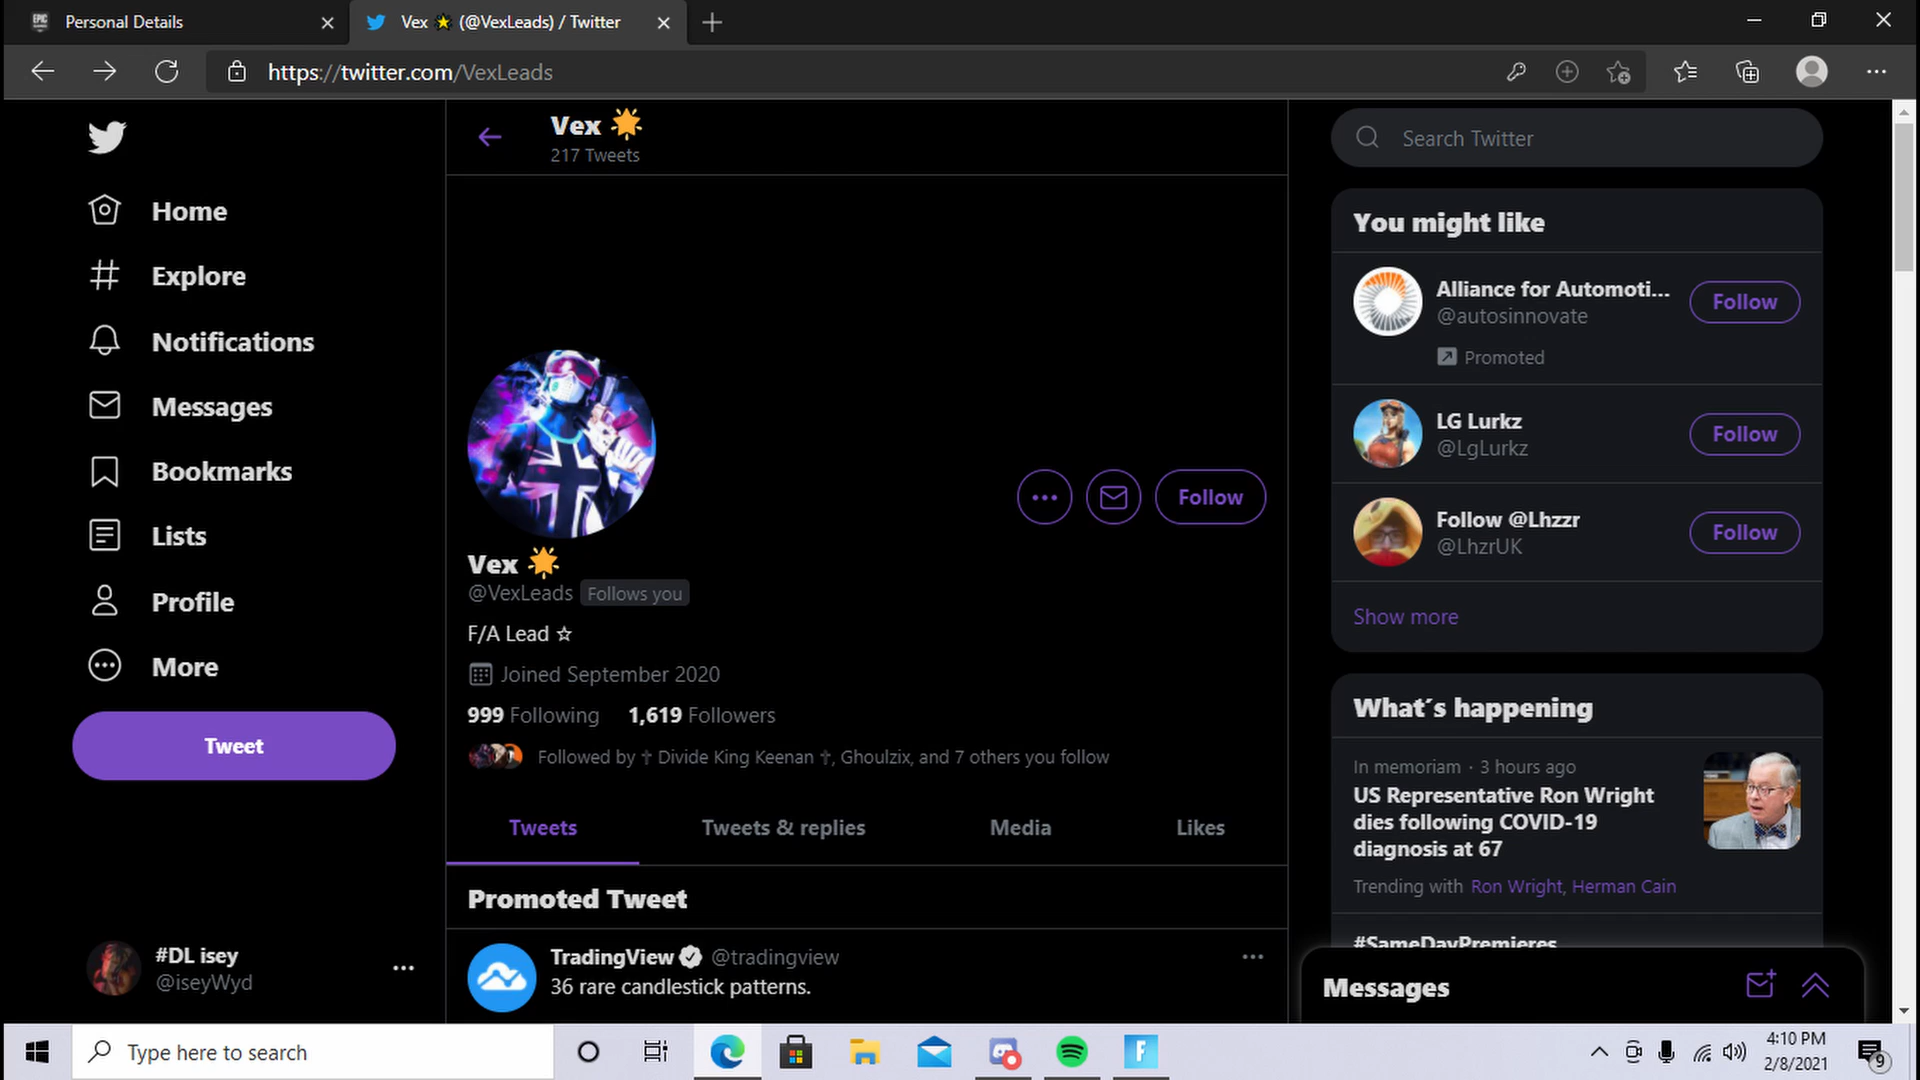 EPIC
Personal Details
Vex ⭐ (@VexLeads) / Twitter
https://twitter.com/VexLeads
Vex 🌟
217 Tweets
Search Twitter
Home
Explore
Notifications
Messages
Bookmarks
Lists
Profile
More
Tweet
#DL isey
@iseyWyd
Follow
Vex 🌟
@VexLeads Follows you
F/A Lead ☆
Joined September 2020
999 Following 1,619 Followers
Followed by † Divide King Keenan †, Ghoulzix, and 7 others you follow
Tweets Tweets & replies Media Likes
Promoted Tweet
TradingView @tradingview
36 rare candlestick patterns.
You might like
Alliance for Automoti...
@autosinnovate
Follow
Promoted
LG Lurkz
@LgLurkz
Follow
Follow @Lhzzr
@LhzrUK
Follow
Show more
What´s happening
In memoriam · 3 hours ago
US Representative Ron Wright
dies following COVID-19
diagnosis at 67
Trending with Ron Wright, Herman Cain
#SameDayPremieres
Messages
Type here to search
F
4:10 PM
2/8/2021
9